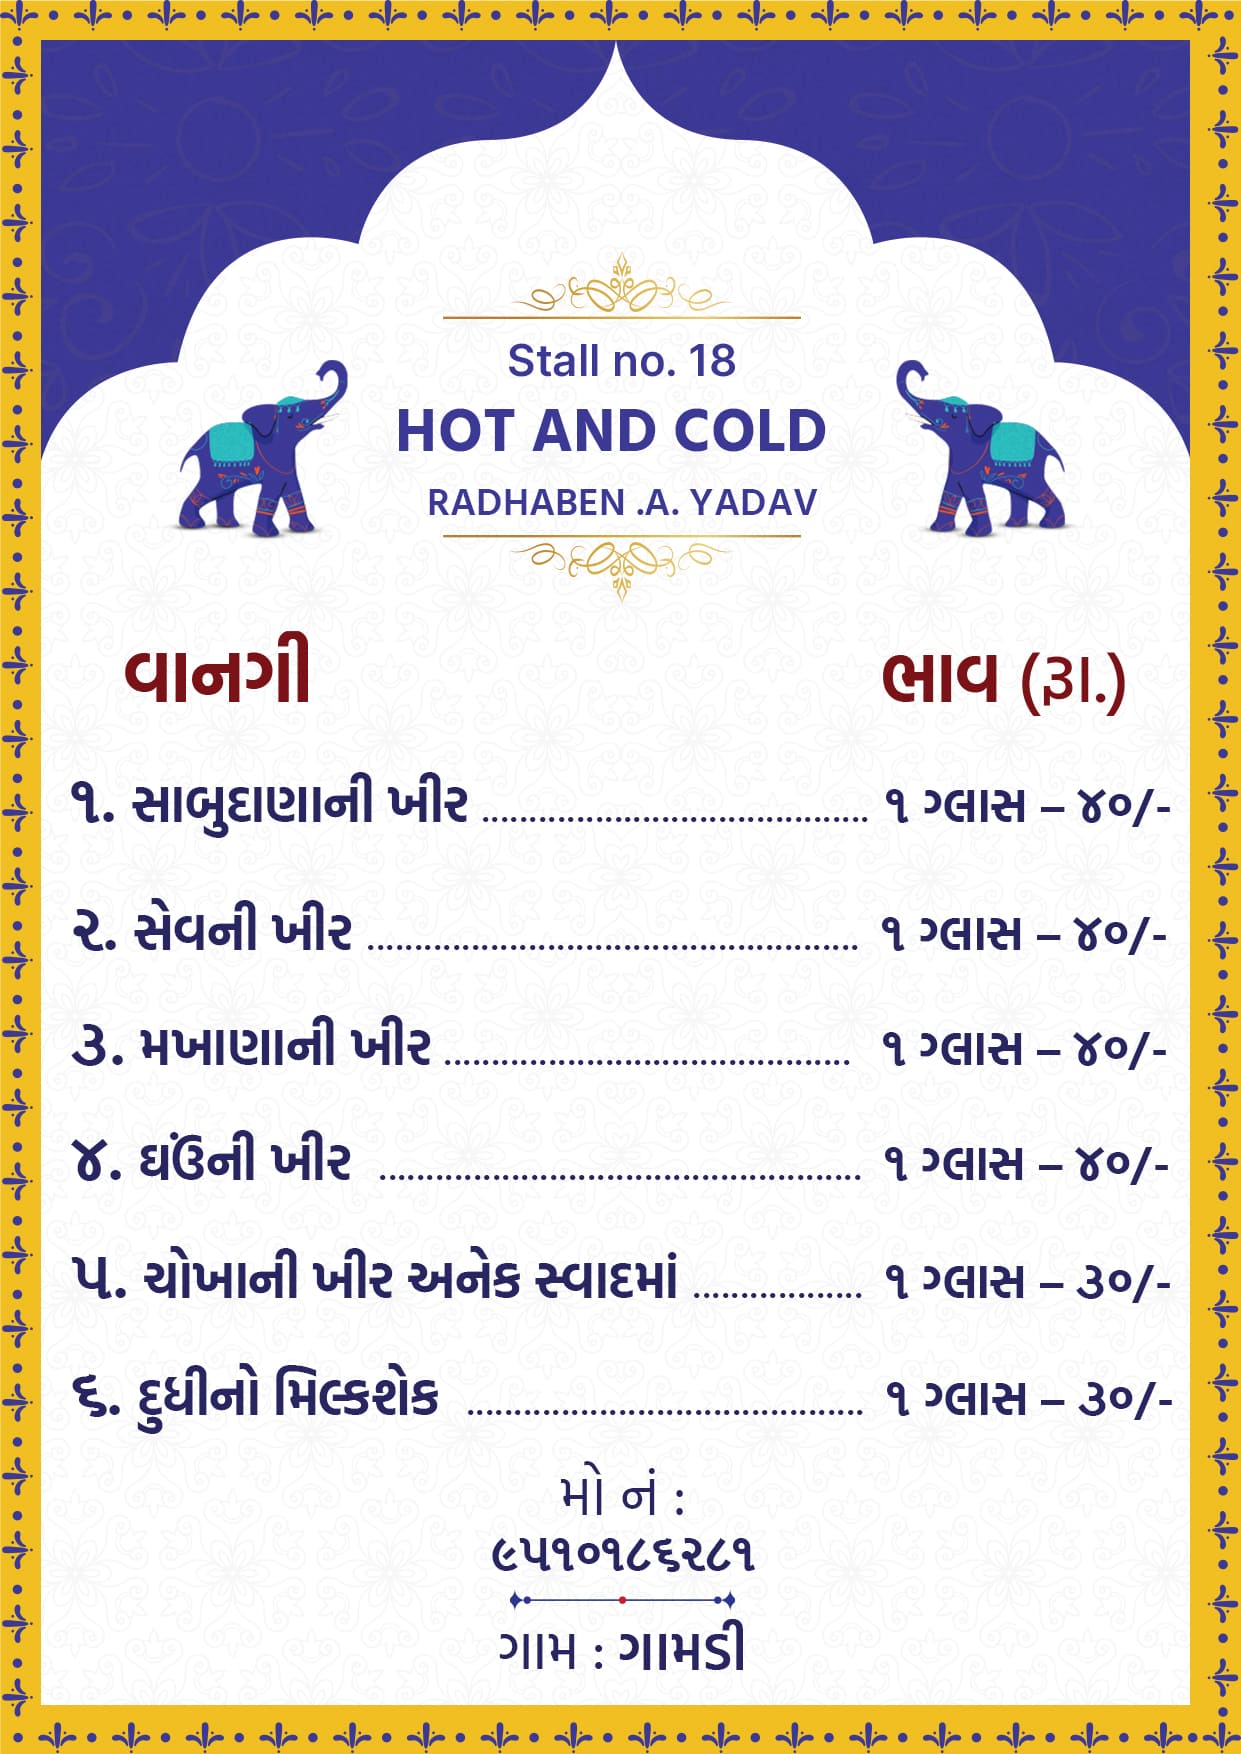 Stall no. 18
HOT AND COLD
RADHABEN .A. YADAV
વાનગી ભાવ (રૂા.)
૧. સાબુદાણાની ખીર ......................................... ૧ ગ્લાસ – ૪૦/-
૨. સેવની ખીર .................................................... ૧ ગ્લાસ – ૪૦/-
૩. મખાણાની ખીર ........................................... ૧ ગ્લાસ – ૪૦/-
૪. ઘઉંની ખીર ................................................... ૧ ગ્લાસ – ૪૦/-
૫. ચોખાની ખીર અનેક સ્વાદમાં .................. ૧ ગ્લાસ – ૩૦/-
૬. દુધીનો મિલ્કશેક .......................................... ૧ ગ્લાસ – ૩૦/-
મો નં :
૯૫૧૦૧૮૬૨૮૧
ગામ : ગામડી